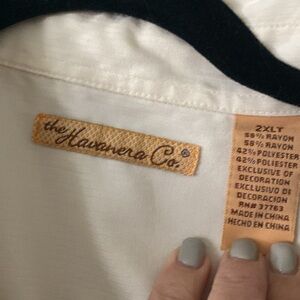 the Havanera Co.®
2XLT
58% RAYON
58% RAYON
42% POLYESTER
42% POLIESTER
EXCLUSIVE OF
DECORATION
EXCLUSIVO DE
DECORACION
RN# 37763
MADE IN CHINA
HECHO EN CHINA